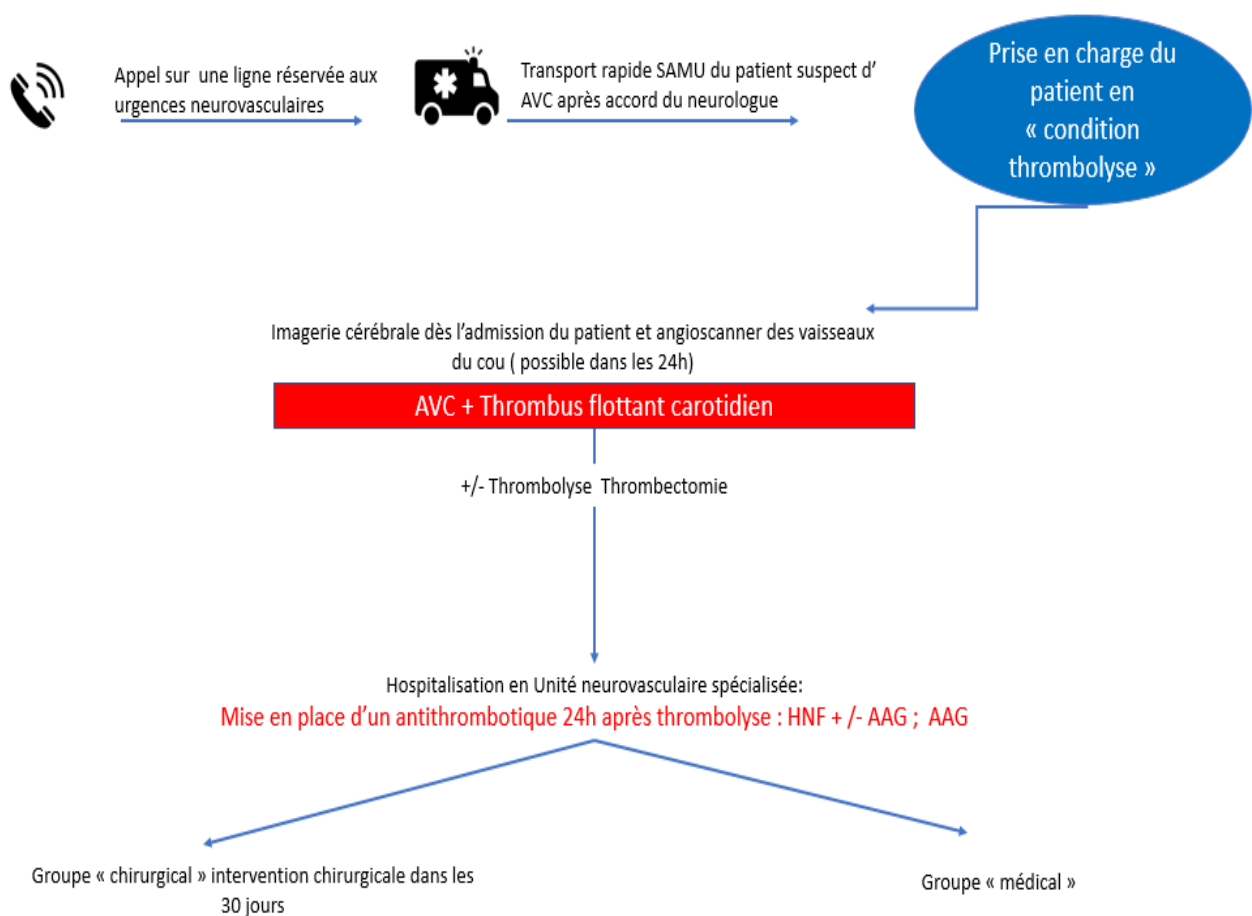 Appel sur une ligne réservée aux
urgences neurovasculaires
Transport rapide SAMU du patient suspect d’
AVC après accord du neurologue
Prise en charge du
patient en
« condition
thrombolyse »
Imagerie cérébrale dès l’admission du patient et angioscanner des vaisseaux
du cou ( possible dans les 24h)
AVC + Thrombus flottant carotidien
+/- Thrombolyse Thrombectomie
Hospitalisation en Unité neurovasculaire spécialisée:
Mise en place d’un antithrombotique 24h après thrombolyse : HNF + /- AAG ; AAG
Groupe « chirurgical » intervention chirurgicale dans les
30 jours
Groupe « médical »